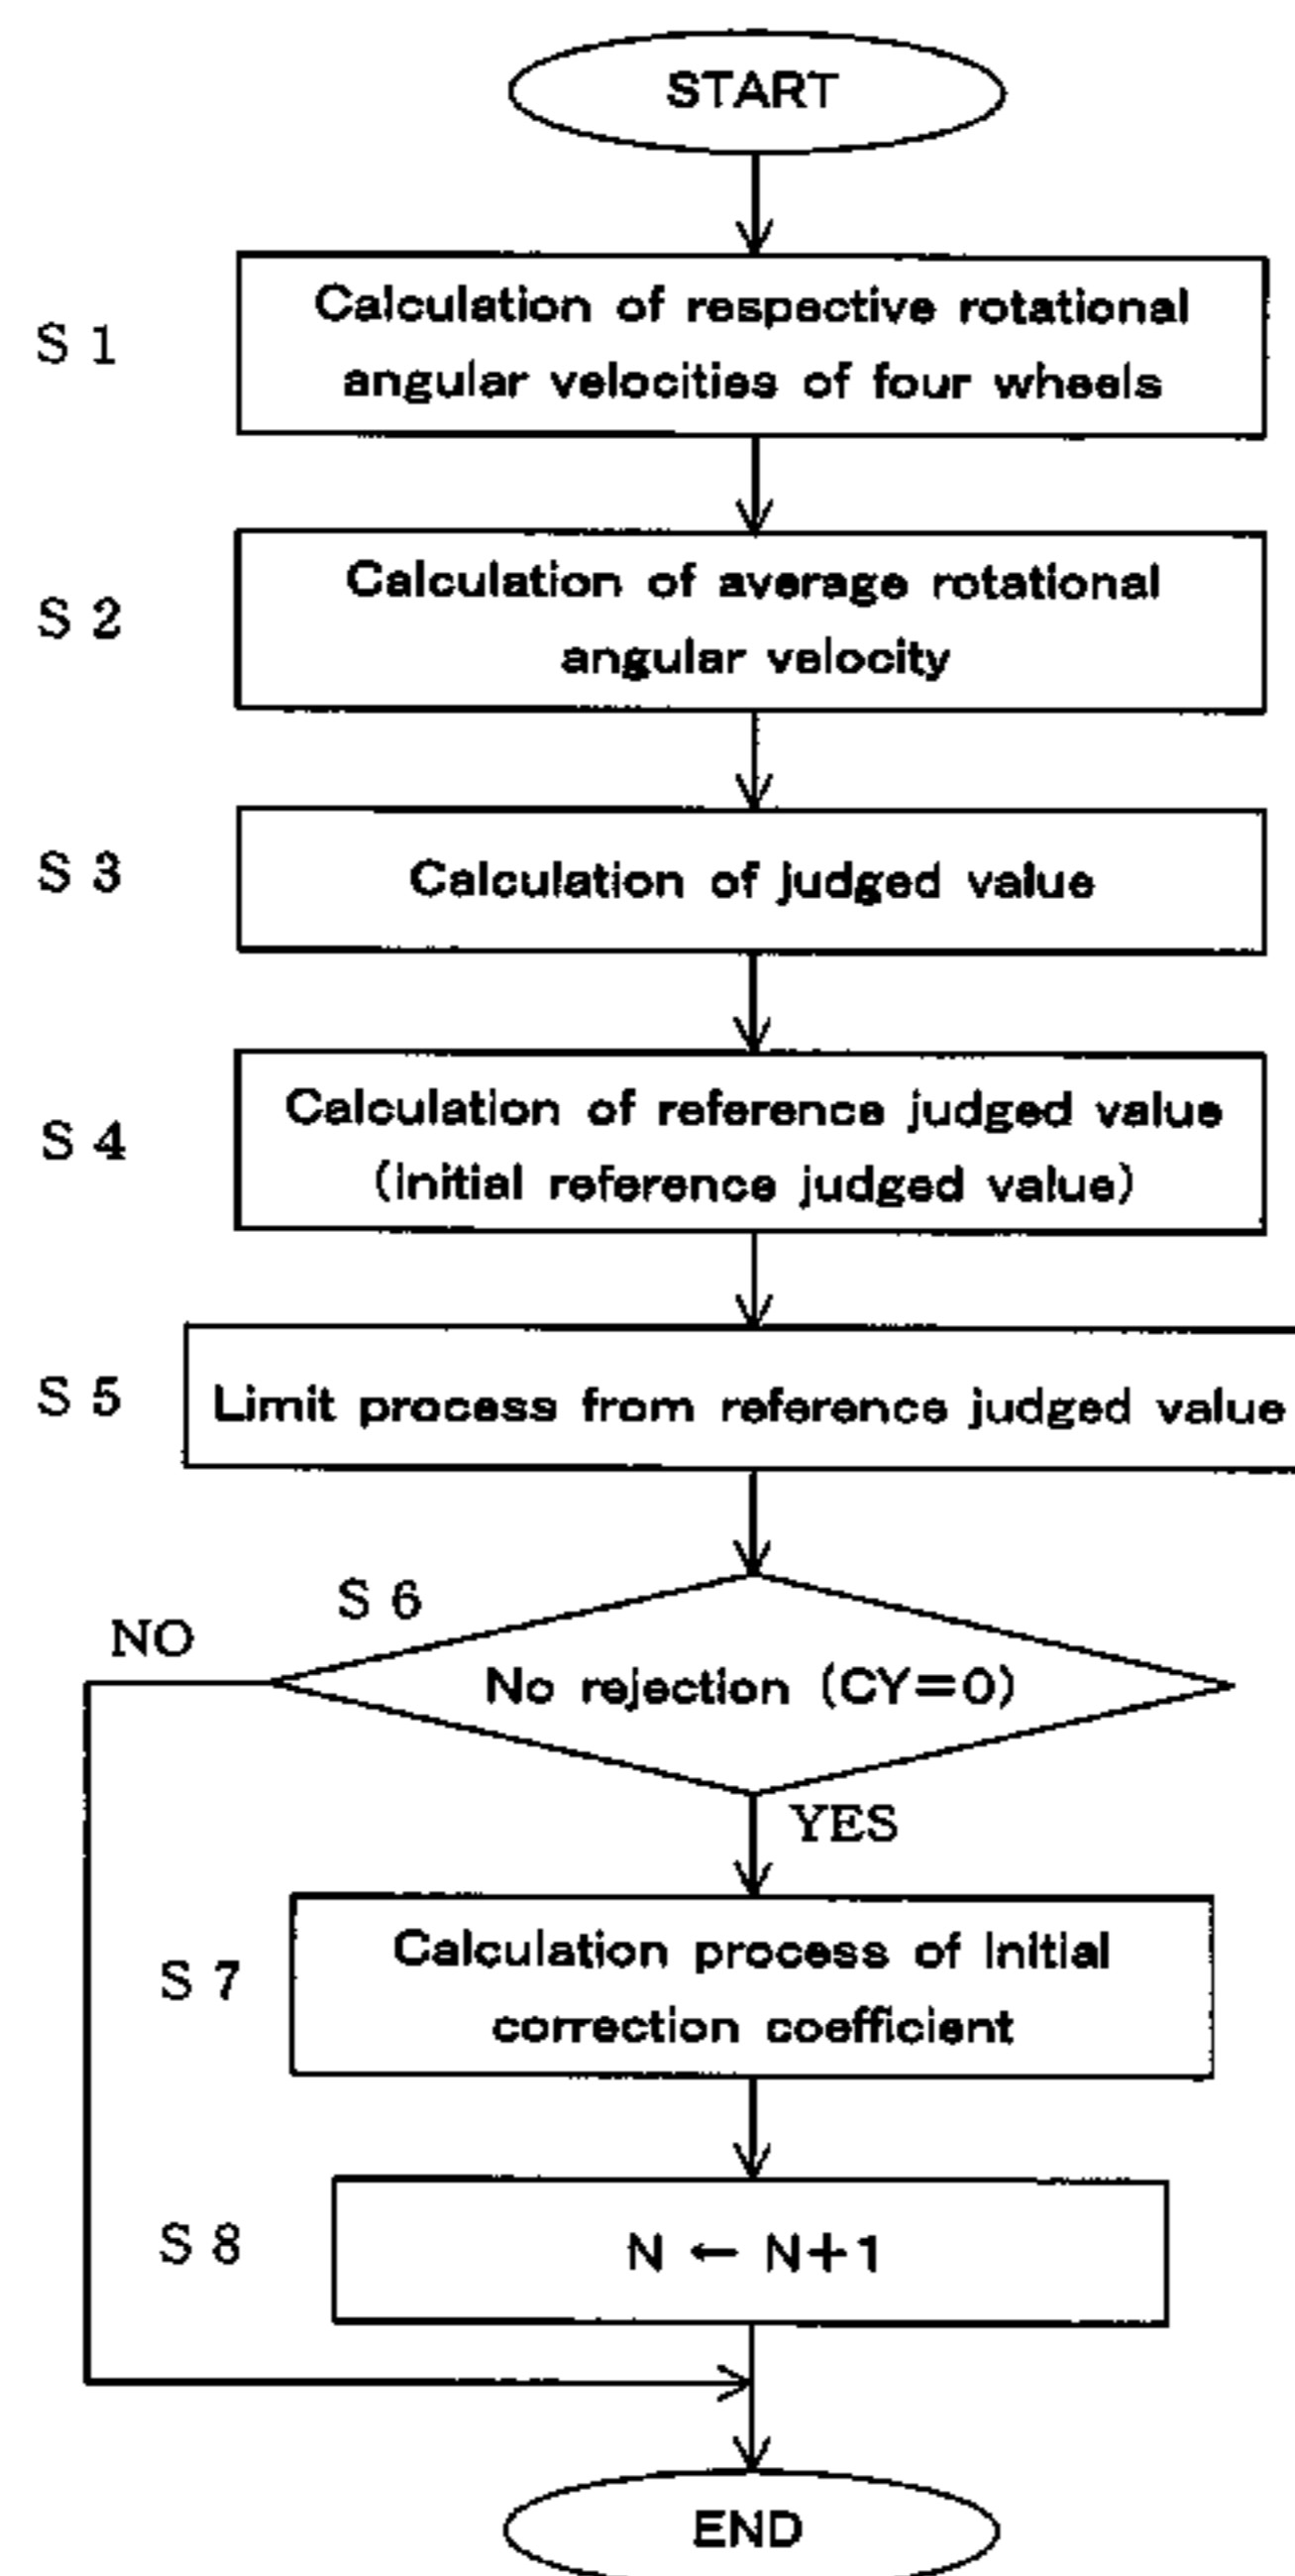 START
S 1
Calculation of respective rotational
angular velocities of four wheels
S 2
Calculation of average rotational
angular velocity
S 3
Calculation of judged value
S 4
Calculation of reference judged value
(initial reference judged value)
S 5
Limit process from reference judged value
S 6
NO
No rejection (CY=0)
YES
S 7
Calculation process of initial
correction coefficient
S 8
N ← N+1
END